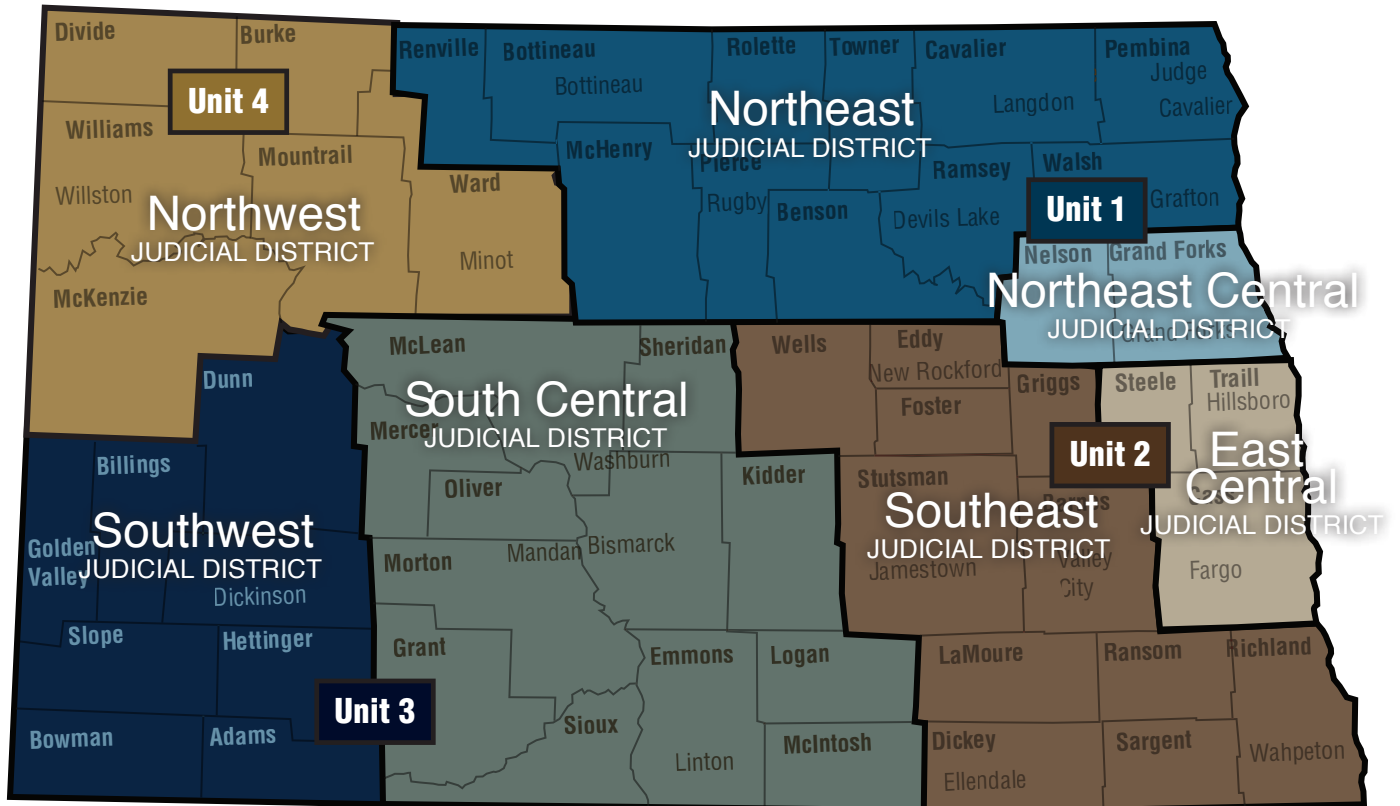 Divide
Burke
Renville
Bottineau
Rolette
Towner
Cavalier
Pembina
Judge
Bottineau
Langdon
Cavalier
Unit 4
Northeast
JUDICIAL DISTRICT
Williams
Mountrail
McHenry
Pierce
Ramsey
Walsh
Ward
Willston
Rugby
Benson
Devils Lake
Unit 1
Grafton
Northwest
JUDICIAL DISTRICT
Minot
Nelson
Grand Forks
McKenzie
Northeast Central
JUDICIAL DISTRICT
Grand Forks
McLean
Sheridan
Wells
Eddy
New Rockford
Dunn
Griggs
Steele
Traill
Hillsboro
South Central
JUDICIAL DISTRICT
Foster
Mercer
Washburn
Unit 2
East
Central
JUDICIAL DISTRICT
Billings
Oliver
Kidder
Stutsman
Barnes
Cass
Southwest
JUDICIAL DISTRICT
Golden
Valley
Southeast
JUDICIAL DISTRICT
Morton
Mandan
Bismarck
Jamestown
Valley
City
Fargo
Dickinson
Slope
Hettinger
Grant
Emmons
Logan
LaMoure
Ransom
Richland
Unit 3
Bowman
Adams
Sioux
McIntosh
Dickey
Sargent
Linton
Ellendale
Wahpeton